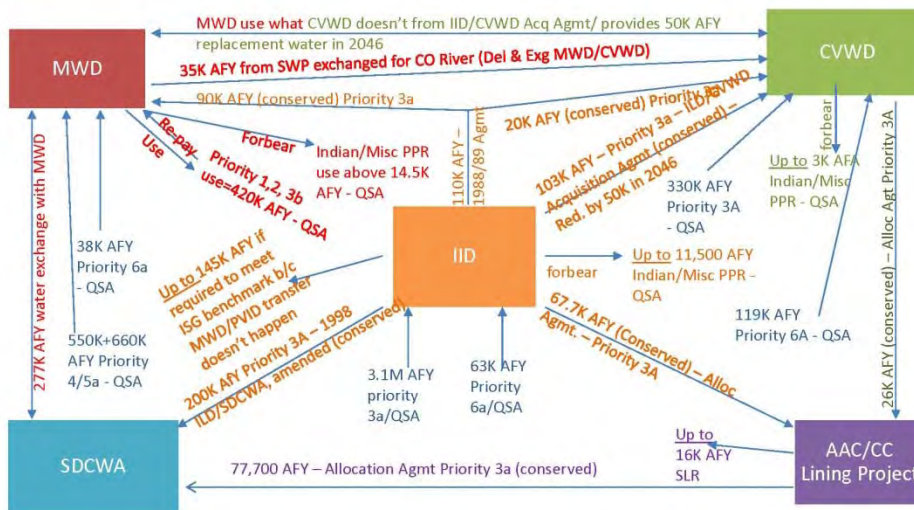 MWD use what CVWD doesn't from IID/CVWD Acq Agmt/ provides 50K AFY
replacement water in 2046
MWD
CVWD
35K AFY from SWP exchanged for CO River (Del & Exg MWD/CVWD)
90K AFY (conserved) Priority 3a
20K AFY (conserved) Priority 3a
110K AFY –
1988/89 Agmt
103K AFY – Priority 3a – ILD/CVWD
Acquisition Agmt (conserved) –
Red. by 50K in 2046
forbear
Up to 3K AFA
Indian/Misc
PPR - QSA
Forbear
Indian/Misc PPR
use above 14.5K
AFY - QSA
Re-pay
Use
Priority 1,2, 3b
use=420K AFY - QSA
330K AFY
Priority 3A -
QSA
38K AFY
Priority 6a
- QSA
550K+660K
AFY Priority
4/5a - QSA
277K AFY water exchange with MWD
Up to 145K AFY if
required to meet
ISG benchmark b/c
MWD/PVID transfer
doesn't happen
IID
forbear
Up to 11,500 AFY
Indian/Misc PPR -
QSA
119K AFY
Priority 6A - QSA
26K AFY (conserved) – Alloc Agt Priority 3A
200K AFY Priority 3A – 1998
ILD/SDCWA, amended (conserved)
3.1M AFY
priority
3a/QSA
63K AFY
Priority
6a/QSA
67.7K AFY (Conserved) – Alloc
Agmt. – Priority 3A
SDCWA
77,700 AFY – Allocation Agmt Priority 3a (conserved)
Up to
16K AFY
SLR
AAC/CC
Lining Project